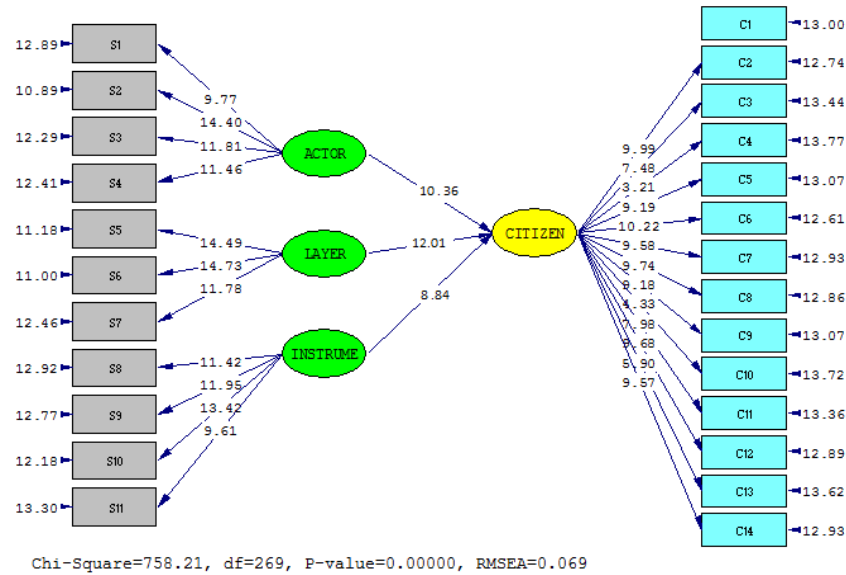 12.89 S1
10.89 S2
12.29 S3
12.41 S4
11.18 S5
11.00 S6
12.46 S7
12.92 S8
12.77 S9
12.18 S10
13.30 S11
9.77
14.40
11.81
11.46
14.49
14.73
11.78
11.42
11.95
13.42
9.61
ACTOR
LAYER
INSTRUME
10.36
12.01
8.84
CITIZEN
9.99
7.48
3.21
9.19
10.22
9.58
9.74
9.18
4.33
7.98
5.90
9.57
C1 13.00
C2 12.74
C3 13.44
C4 13.77
C5 13.07
C6 12.61
C7 12.93
C8 12.86
C9 13.07
C10 13.72
C11 13.36
C12 12.89
C13 13.62
C14 12.93
Chi-Square=758.21, df=269, P-value=0.00000, RMSEA=0.069